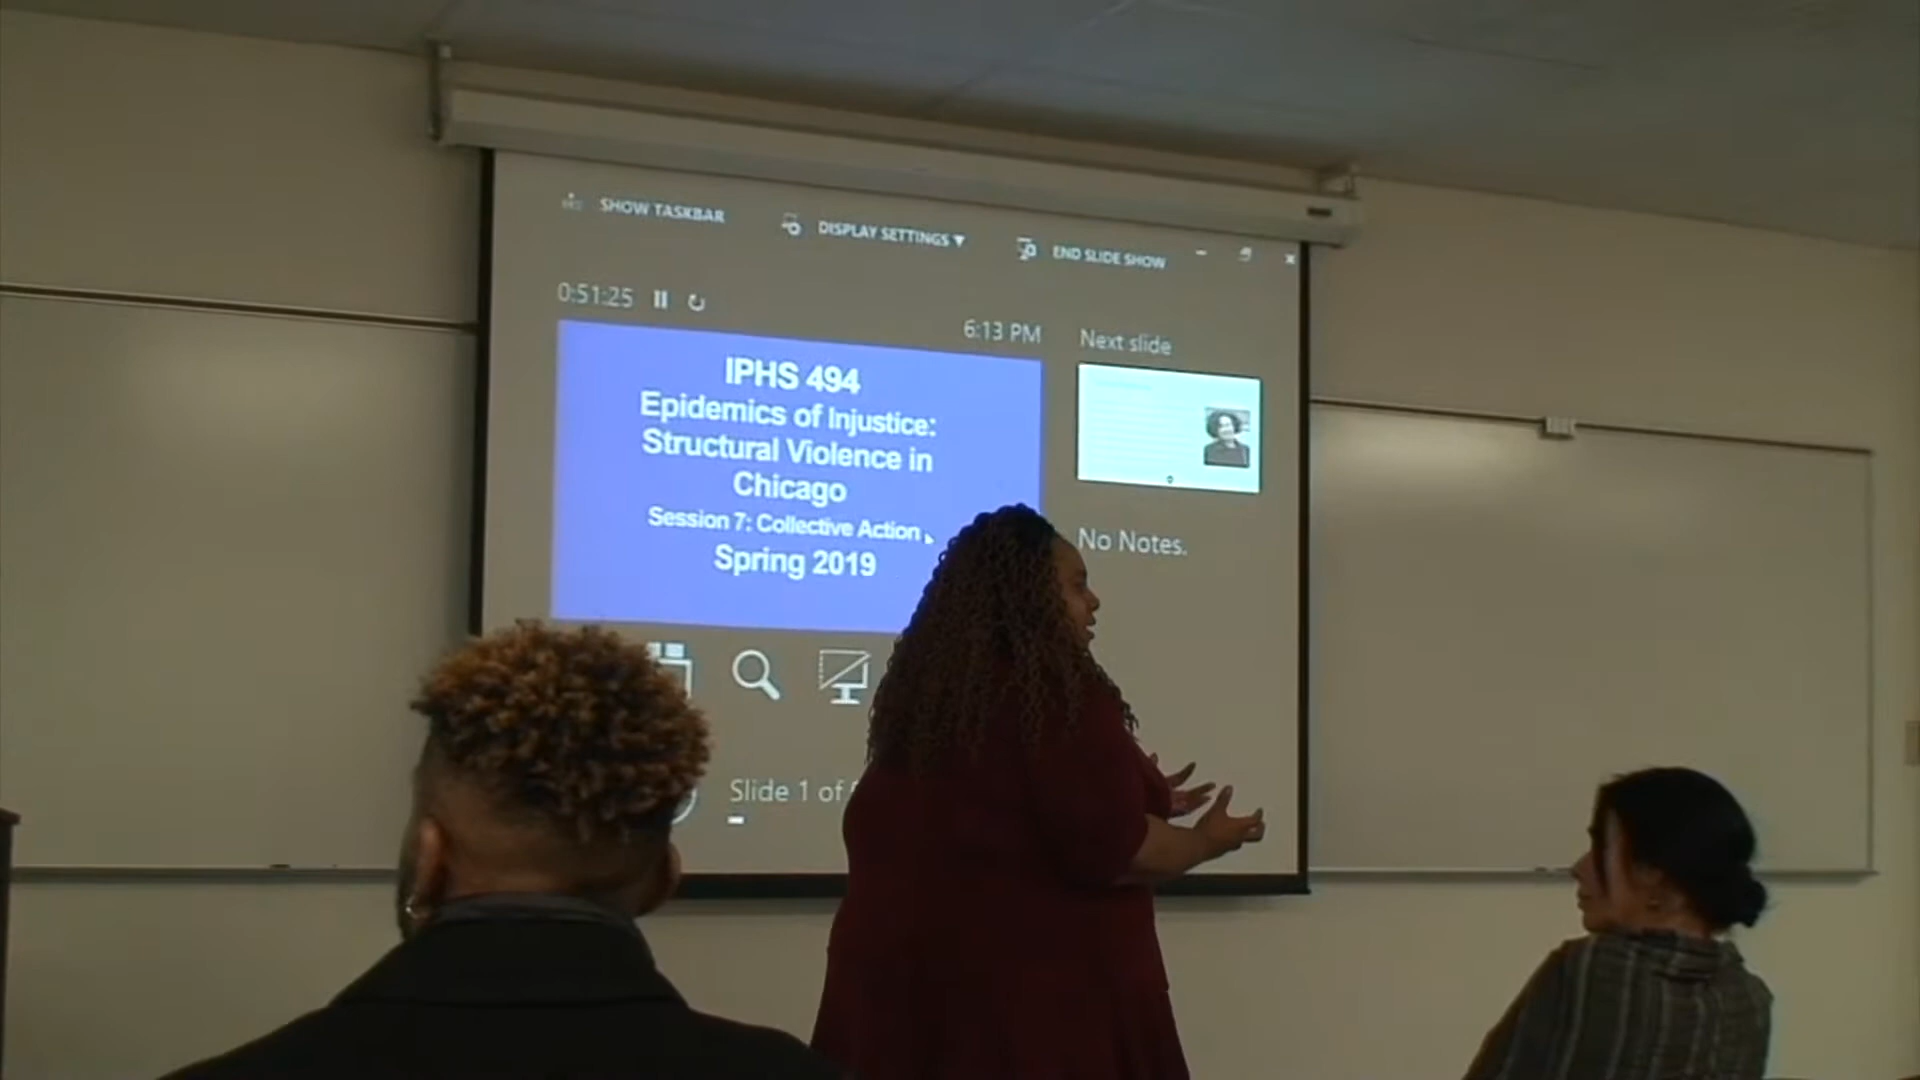 SHOW TASKBAR
DISPLAY SETTINGS ▼
END SLIDE SHOW
0:51:25
6:13 PM
Next slide
IPHS 494
Epidemics of Injustice:
Structural Violence in
Chicago
Session 7: Collective Action
Spring 2019
No Notes.
Slide 1 of